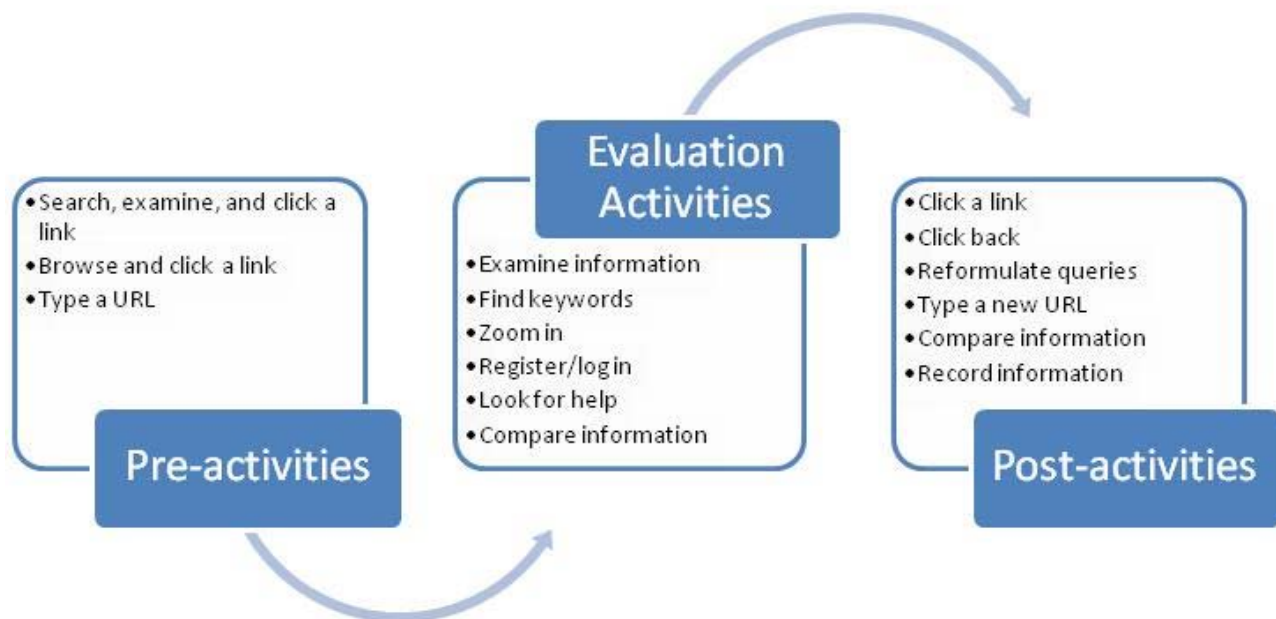 • Search, examine, and click a
link
• Browse and click a link
• Type a URL
Pre-activities
Evaluation
Activities
• Examine information
• Find keywords
• Zoom in
• Register/log in
• Look for help
• Compare information
• Click a link
• Click back
• Reformulate queries
• Type a new URL
• Compare information
• Record information
Post-activities